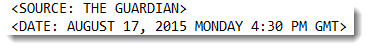 <SOURCE: THE GUARDIAN>
<DATE: AUGUST 17, 2015 MONDAY 4:30 PM GMT>